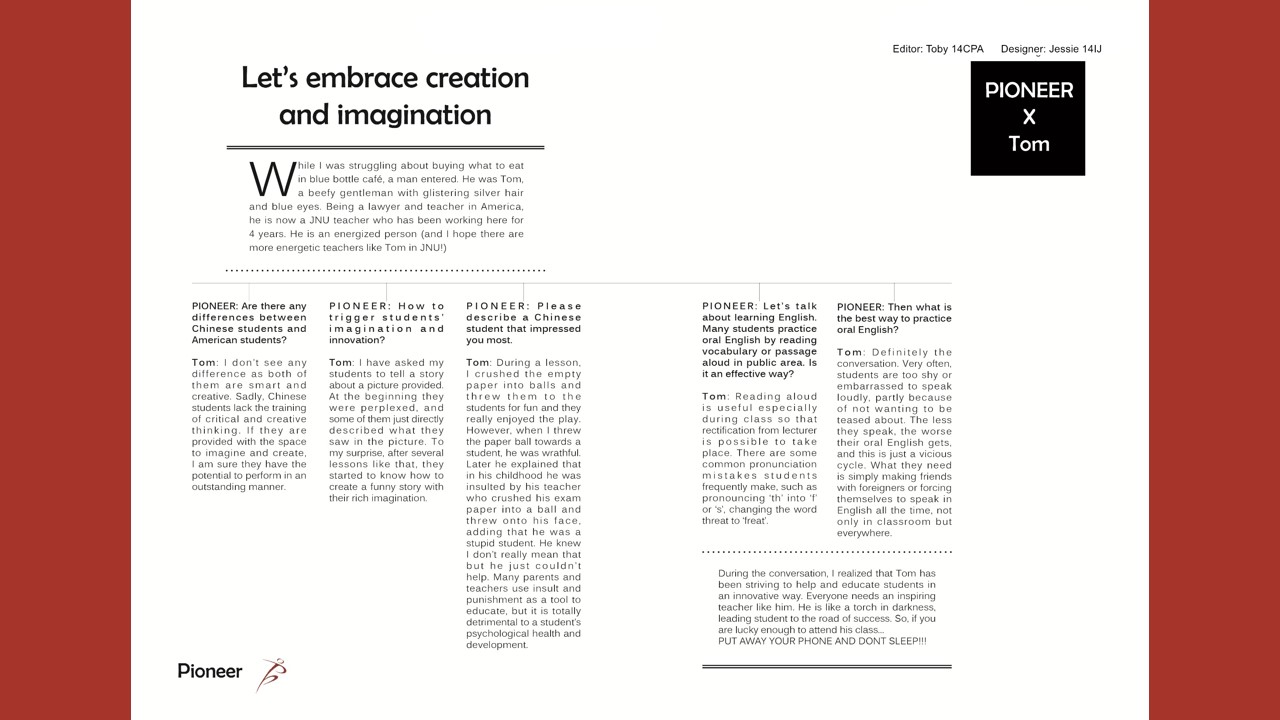 Editor: Toby 14CPA Designer: Jessie 14IJ
PIONEER
X
Tom
Let's embrace creation
and imagination
While I was struggling about buying what to eat
in blue bottle café, a man entered. He was Tom,
a beefy gentleman with glistering silver hair
and blue eyes. Being a lawyer and teacher in America,
he is now a JNU teacher who has been working here for
4 years. He is an energized person (and I hope there are
more energetic teachers like Tom in JNU!)
PIONEER: Are there any
differences between
Chinese students and
American students?
Tom: I don't see any
difference as both of
them are smart and
creative. Sadly, Chinese
students lack the training
of critical and creative
thinking. If they are
provided with the space
to imagine and create,
I am sure they have the
potential to perform in an
outstanding manner.
PIONEER: How to
trigger students'
imagination and
innovation?
Tom: I have asked my
students to tell a story
about a picture provided.
At the beginning they
were perplexed, and
some of them just directly
described what they
saw in the picture. To
my surprise, after several
lessons like that, they
started to know how to
create a funny story with
their rich imagination.
PIONEER: Please
describe a Chinese
student that impressed
you most.
Tom: During a lesson,
I crushed the empty
paper into balls and
threw them to the
students for fun and they
really enjoyed the play.
However, when I threw
the paper ball towards a
student, he was wrathful.
Later he explained that
in his childhood he was
insulted by his teacher
who crushed his exam
paper into a ball and
threw onto his face,
adding that he was a
stupid student. He knew
I don't really mean that
but he just couldn't
help. Many parents and
teachers use insult and
punishment as a tool to
educate, but it is totally
detrimental to a student's
psychological health and
development.
PIONEER: Let's talk
about learning English.
Many students practice
oral English by reading
vocabulary or passage
aloud in public area. Is
it an effective way?
Tom: Reading aloud
is useful especially
during class so that
rectification from lecturer
is possible to take
place. There are some
common pronunciation
mistakes students
frequently make, such as
pronouncing 'th' into 'f'
or 's', changing the word
threat to 'freat'.
PIONEER: Then what is
the best way to practice
oral English?
Tom: Definitely the
conversation. Very often,
students are too shy or
embarrassed to speak
loudly, partly because
of not wanting to be
teased about. The less
they speak, the worse
their oral English gets,
and this is just a vicious
cycle. What they need
is simply making friends
with foreigners or forcing
themselves to speak in
English all the time, not
only in classroom but
everywhere.
During the conversation, I realized that Tom has
been striving to help and educate students in
an innovative way. Everyone needs an inspiring
teacher like him. He is like a torch in darkness,
leading student to the road of success. So, if you
are lucky enough to attend his class...
PUT AWAY YOUR PHONE AND DONT SLEEP!!!
Pioneer